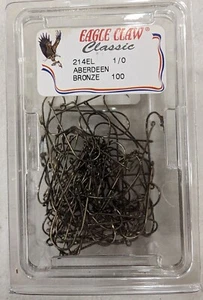 EAGLE CLAW
Classic
214EL 1/0
ABERDEEN
BRONZE 100